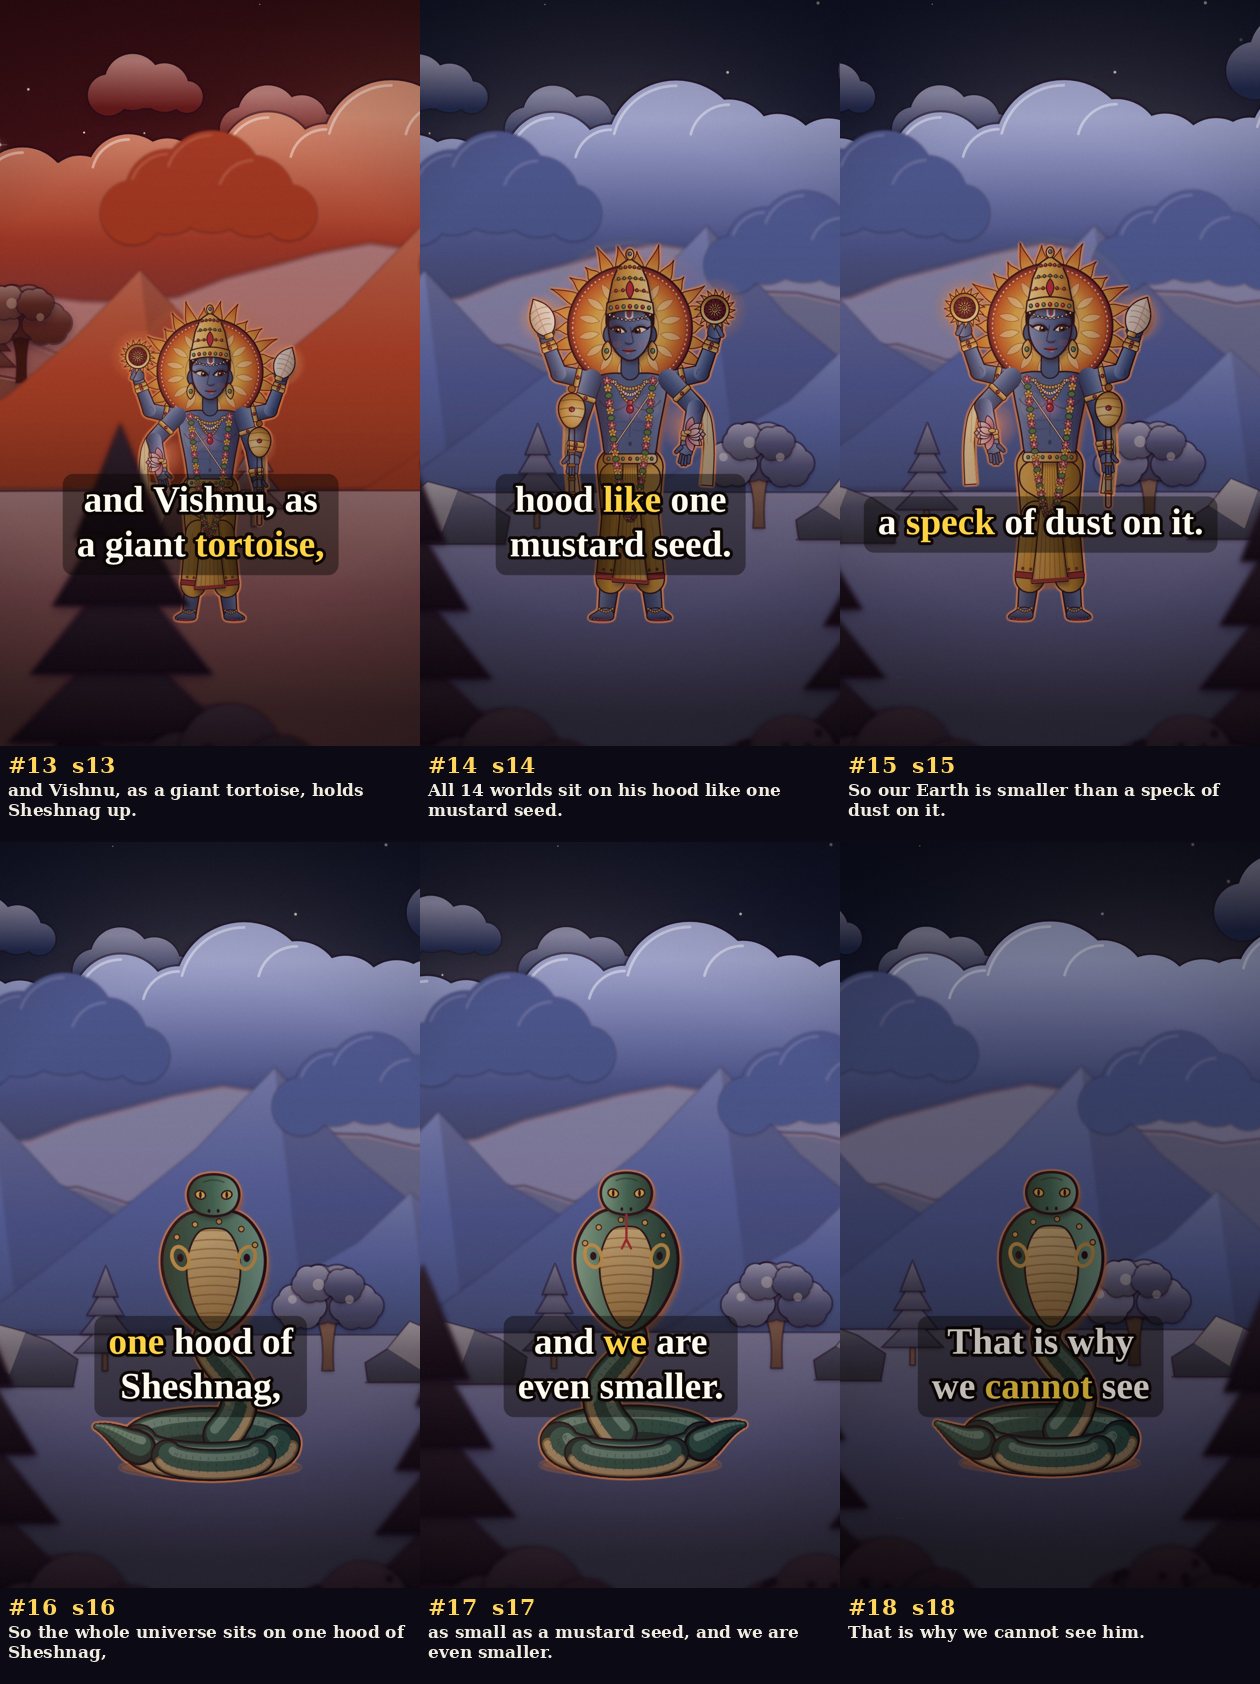 and Vishnu, as
a giant tortoise,
#13 s13
and Vishnu, as a giant tortoise, holds
Sheshnag up.
hood like one
mustard seed.
#14 s14
All 14 worlds sit on his hood like one
mustard seed.
a speck of dust on it.
#15 s15
So our Earth is smaller than a speck of
dust on it.
one hood of
Sheshnag,
#16 s16
So the whole universe sits on one hood of
Sheshnag,
and we are
even smaller.
#17 s17
as small as a mustard seed, and we are
even smaller.
That is why
we cannot see
#18 s18
That is why we cannot see him.